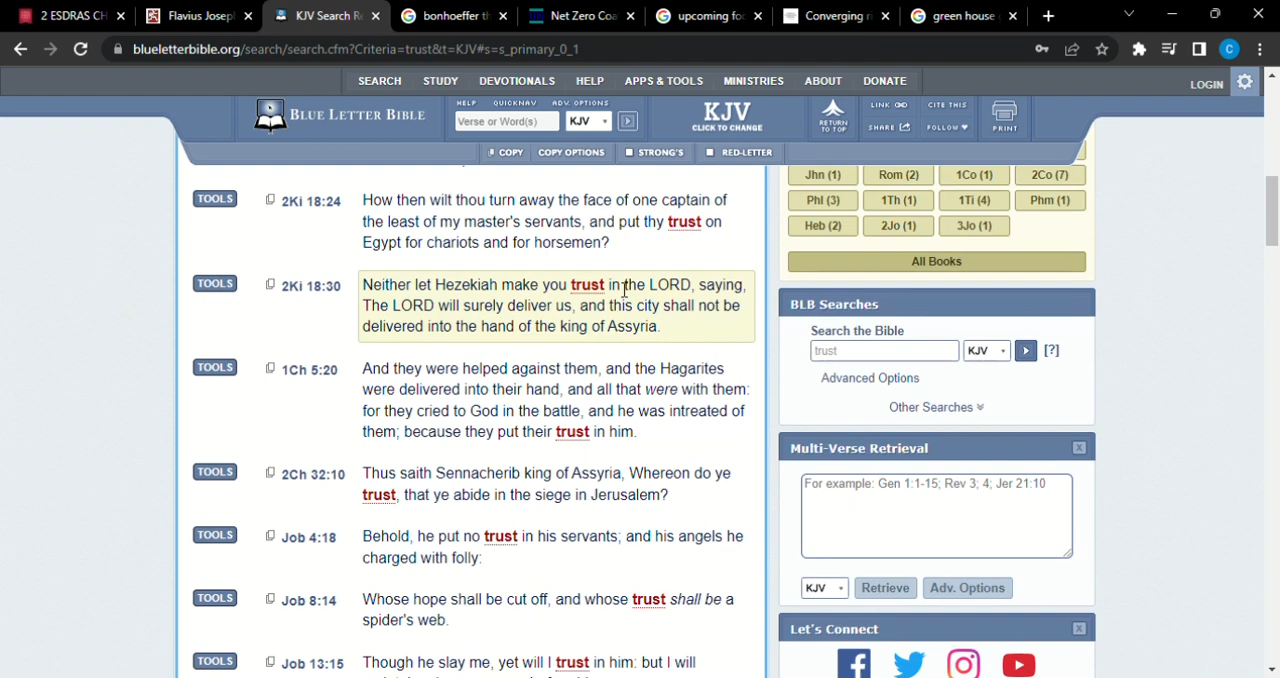 2 ESDRAS CH
Flavius Joseph
KJV Search Re
bonhoeffer th
Net Zero Coa
upcoming fo
Converging ri
green house g
blueletterbible.org/search/search.cfm?Criteria=trust&t=KJV#s=s_primary_0_1
C
SEARCH STUDY DEVOTIONALS HELP APPS & TOOLS MINISTRIES ABOUT DONATE
LOGIN
BLUE LETTER BIBLE
HELP QUICKNAV ADV. OPTIONS
Verse or Word(s)
KJV
KJV
CLICK TO CHANGE
RETURN
TO TOP
LINK
CITE THIS
SHARE
FOLLOW
PRINT
COPY COPY OPTIONS STRONG'S RED-LETTER
TOOLS
2Ki 18:24
How then wilt thou turn away the face of one captain of
the least of my master's servants, and put thy trust on
Egypt for chariots and for horsemen?
TOOLS
2Ki 18:30
Neither let Hezekiah make you trust in the LORD, saying,
The LORD will surely deliver us, and this city shall not be
delivered into the hand of the king of Assyria.
TOOLS
1Ch 5:20
And they were helped against them, and the Hagarites
were delivered into their hand, and all that were with them:
for they cried to God in the battle, and he was intreated of
them; because they put their trust in him.
TOOLS
2Ch 32:10
Thus saith Sennacherib king of Assyria, Whereon do ye
trust, that ye abide in the siege in Jerusalem?
TOOLS
Job 4:18
Behold, he put no trust in his servants; and his angels he
charged with folly:
TOOLS
Job 8:14
Whose hope shall be cut off, and whose trust shall be a
spider's web.
TOOLS
Job 13:15
Though he slay me, yet will I trust in him: but I will
Jhn (1) Rom (2) 1Co (1) 2Co (7)
Phl (3) 1Th (1) 1Ti (4) Phm (1)
Heb (2) 2Jo (1) 3Jo (1)
All Books
BLB Searches
Search the Bible
trust
KJV
[?]
Advanced Options
Other Searches
Multi-Verse Retrieval
X
For example: Gen 1:1-15; Rev 3; 4; Jer 21:10
KJV
Retrieve
Adv. Options
Let's Connect
X